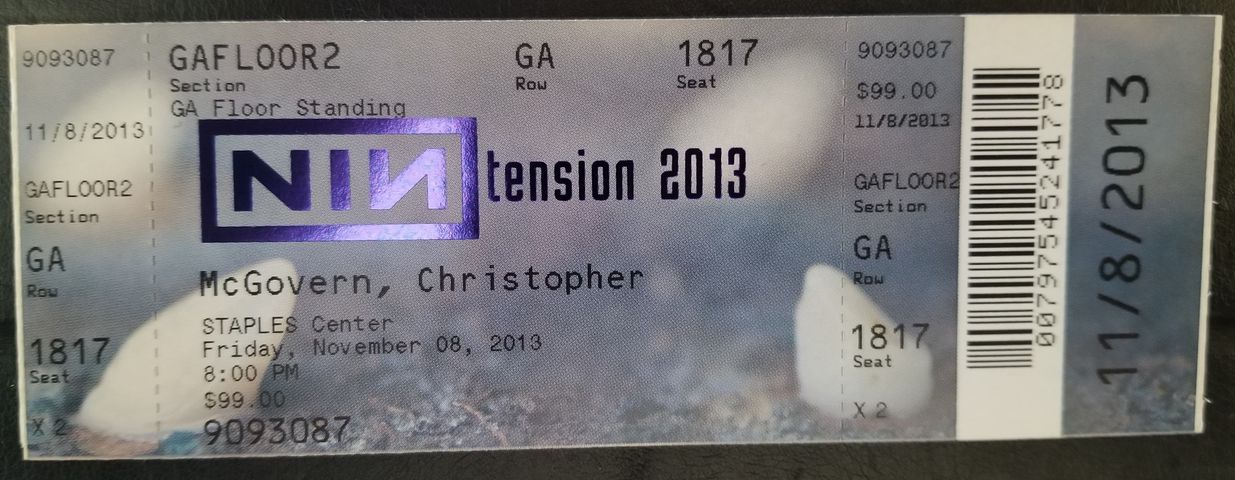 9093087
11/8/2013
GAFLOOR2
Section
GA
Row
1817
Seat
X 2
GAFLOOR2
Section
GA Floor Standing
GA
Row
1817
Seat
NIN tension 2013
McGovern, Christopher
STAPLES Center
Friday, November 08, 2013
8:00 PM
$99.00
9093087
9093087
$99.00
11/8/2013
GAFLOOR2
Section
GA
Row
1817
Seat
X 2
007975452417778
11/8/2013